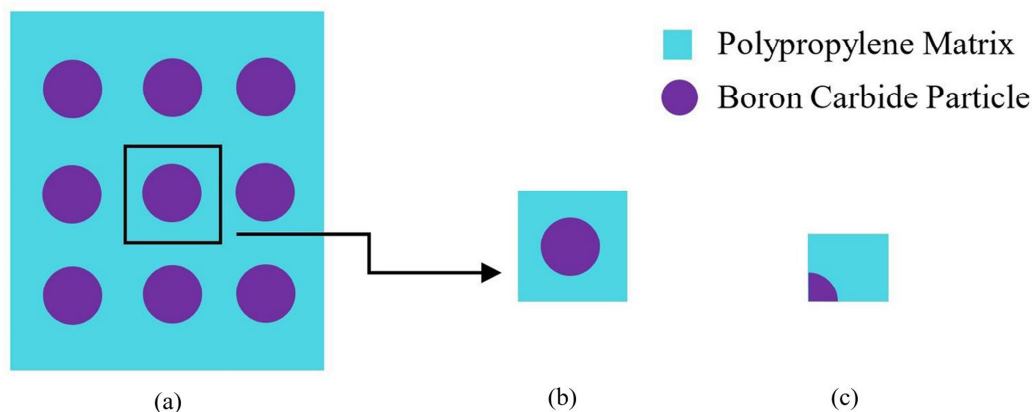 Polypropylene Matrix
Boron Carbide Particle
(a)
(b)
(c)